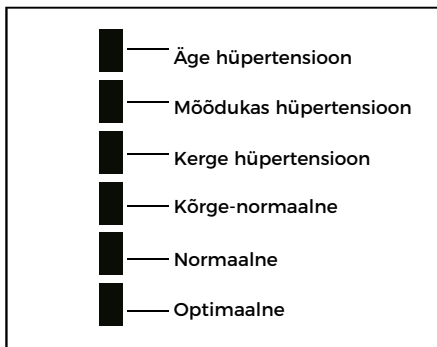 Äge hüpertensioon
Mõõdukas hüpertensioon
Kerge hüpertensioon
Kõrge-normaalne
Normaalne
Optimaalne